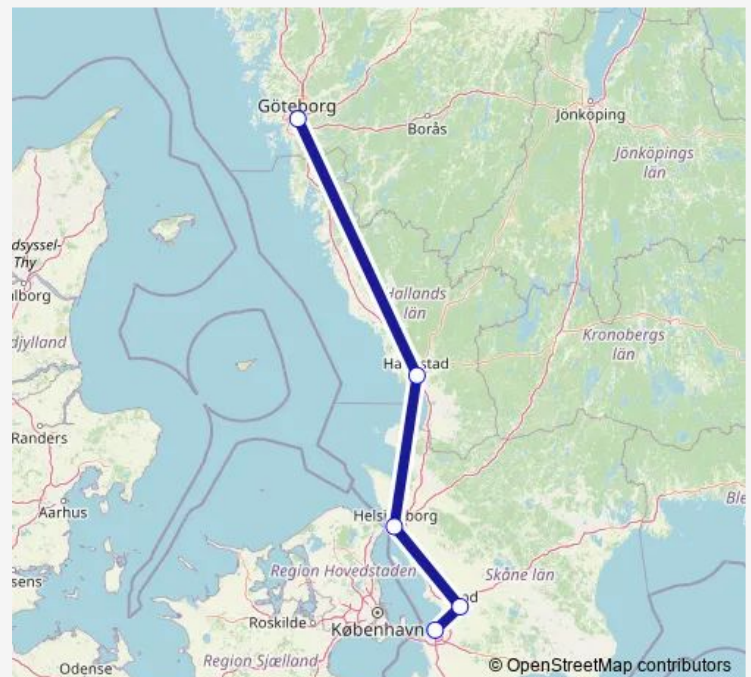 Göteborg
Borås
Jönköping
Jönköpings
län
dsyssel-
Thy
lborg
djylland
Hallands
län
Kronobergs
län
Randers
Aarhus
Ble
Region Hovedstaden
Skåne län
sens
Roskilde
København
Region Sjælland
Odense
© OpenStreetMap contributors